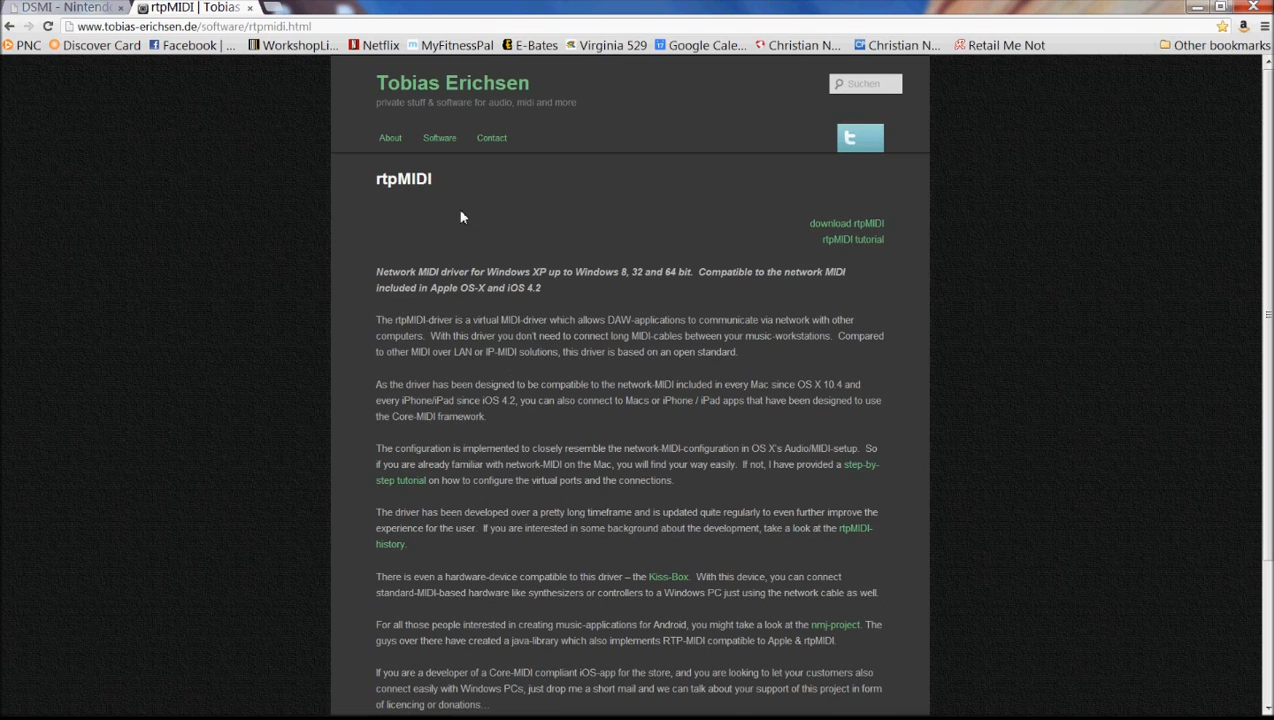 DSMI - Nintendo
rtpMIDI | Tobias
www.tobias-erichsen.de/software/rtpmidi.html
PNC Discover Card Facebook | ... WorkshopLi... Netflix MyFitnessPal E-Bates Virginia 529 Google Cale... Christian N... Christian N... Retail Me Not Other bookmarks
Tobias Erichsen
Suchen
private stuff & software for audio, midi and more
About Software Contact
rtpMIDI
download rtpMIDI
rtpMIDI tutorial
Network MIDI driver for Windows XP up to Windows 8, 32 and 64 bit. Compatible to the network MIDI
included in Apple OS-X and iOS 4.2
The rtpMIDI-driver is a virtual MIDI-driver which allows DAW-applications to communicate via network with other
computers. With this driver you don't need to connect long MIDI-cables between your music-workstations. Compared
to other MIDI over LAN or IP-MIDI solutions, this driver is based on an open standard.
As the driver has been designed to be compatible to the network-MIDI included in every Mac since OS X 10.4 and
every iPhone/iPad since iOS 4.2, you can also connect to Macs or iPhone / iPad apps that have been designed to use
the Core-MIDI framework.
The configuration is implemented to closely resemble the network-MIDI-configuration in OS X's Audio/MIDI-setup. So
if you are already familiar with network-MIDI on the Mac, you will find your way easily. If not, I have provided a step-by-
step tutorial on how to configure the virtual ports and the connections.
The driver has been developed over a pretty long timeframe and is updated quite regularly to even further improve the
experience for the user. If you are interested in some background about the development, take a look at the rtpMIDI-
history.
There is even a hardware-device compatible to this driver – the Kiss-Box. With this device, you can connect
standard-MIDI-based hardware like synthesizers or controllers to a Windows PC just using the network cable as well.
For all those people interested in creating music-applications for Android, you might take a look at the nmj-project. The
guys over there have created a java-library which also implements RTP-MIDI compatible to Apple & rtpMIDI.
If you are a developer of a Core-MIDI compliant iOS-app for the store, and you are looking to let your customers also
connect easily with Windows PCs, just drop me a short mail and we can talk about your support of this project in form
of licencing or donations...